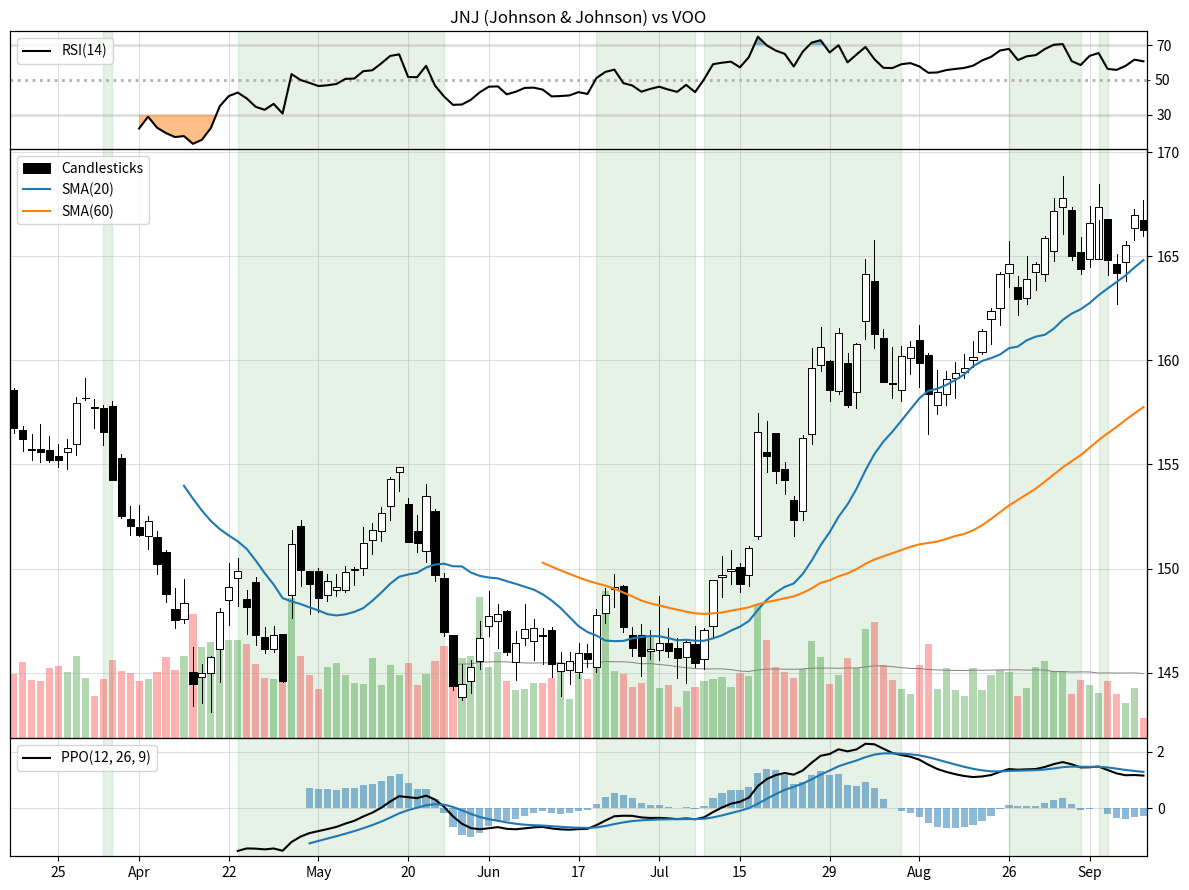 JNJ (Johnson & Johnson) vs VOO
RSI(14)
70
50
30
Candlesticks
SMA(20)
SMA(60)
170
165
160
155
150
145
PPO(12, 26, 9)
2
0
25 Apr 22 May 20 Jun 17 Jul 15 29 Aug 26 Sep